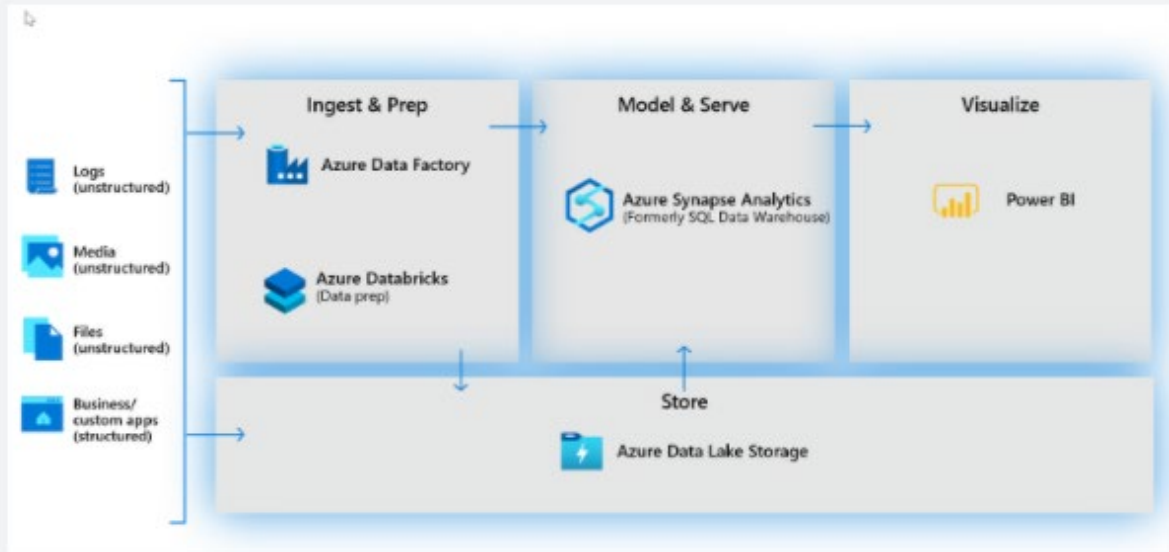 Logs
(unstructured)
Media
(unstructured)
Files
(unstructured)
Business/
custom apps
(structured)
Ingest & Prep
Azure Data Factory
Azure Databricks
(Data prep)
Model & Serve
Azure Synapse Analytics
(Formerly SQL Data Warehouse)
Visualize
Power BI
Store
Azure Data Lake Storage